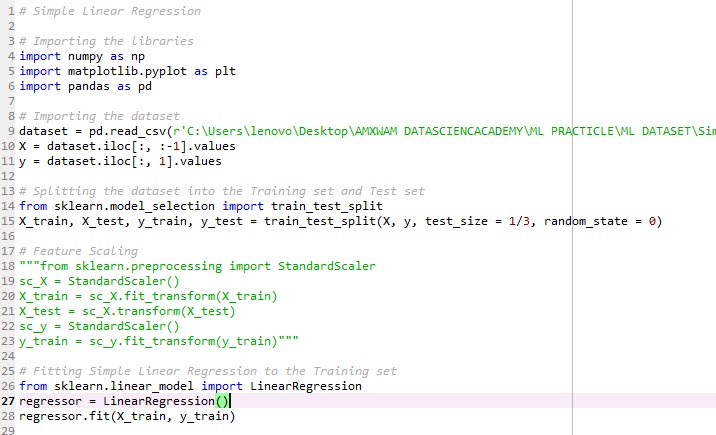 1 # Simple Linear Regression
2
3 # Importing the libraries
4 import numpy as np
5 import matplotlib.pyplot as plt
6 import pandas as pd
7
8 # Importing the dataset
9 dataset = pd.read_csv(r'C:\Users\lenovo\Desktop\AMXWAM DATASCIENCACADEMY\ML PRACTICLE\ML DATASET\Sim
10 X = dataset.iloc[:, :-1].values
11 y = dataset.iloc[:, 1].values
12
13 # Splitting the dataset into the Training set and Test set
14 from sklearn.model_selection import train_test_split
15 X_train, X_test, y_train, y_test = train_test_split(X, y, test_size = 1/3, random_state = 0)
16
17 # Feature Scaling
18 """from sklearn.preprocessing import StandardScaler
19 sc_X = StandardScaler()
20 X_train = sc_X.fit_transform(X_train)
21 X_test = sc_X.transform(X_test)
22 sc_y = StandardScaler()
23 y_train = sc_y.fit_transform(y_train)"""
24
25 # Fitting Simple Linear Regression to the Training set
26 from sklearn.linear_model import LinearRegression
27 regressor = LinearRegression()
28 regressor.fit(X_train, y_train)
29